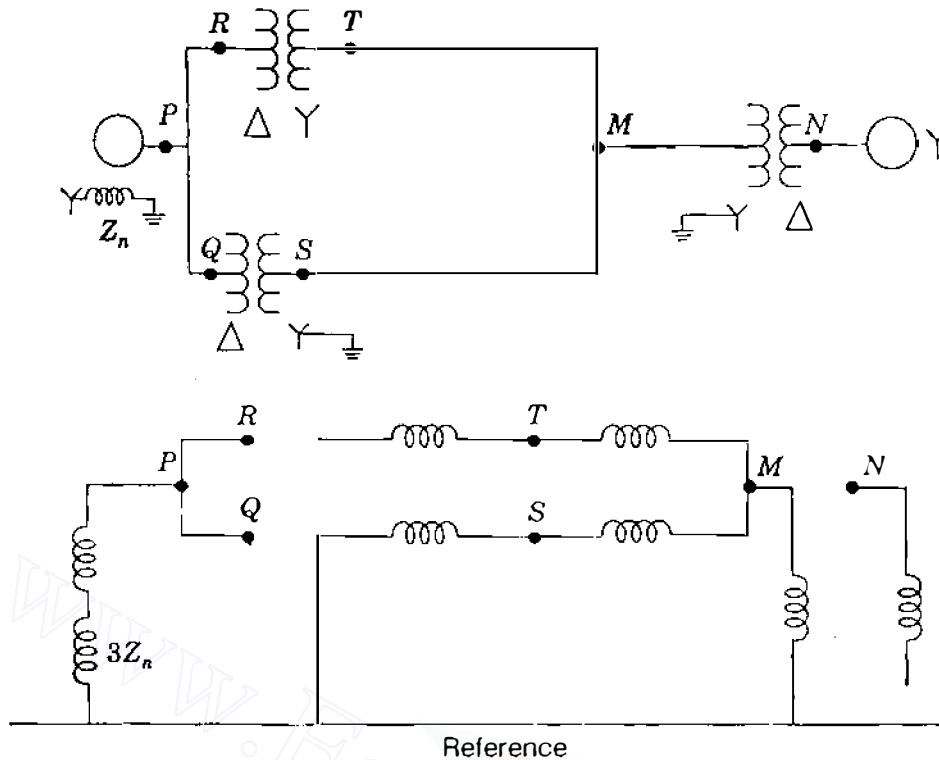 R T
P M N
Δ Y
Y
Z_n
Y Δ
Q S
Δ Y
R T
P M N
Q S
3Z_n
Reference